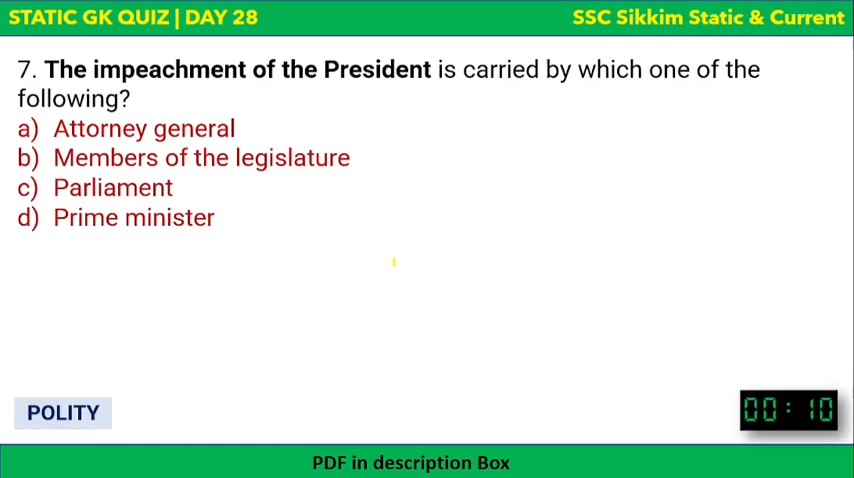 STATIC GK QUIZ | DAY 28
SSC Sikkim Static & Current
7. The impeachment of the President is carried by which one of the
following?
a) Attorney general
b) Members of the legislature
c) Parliament
d) Prime minister
POLITY
00:10
PDF in description Box